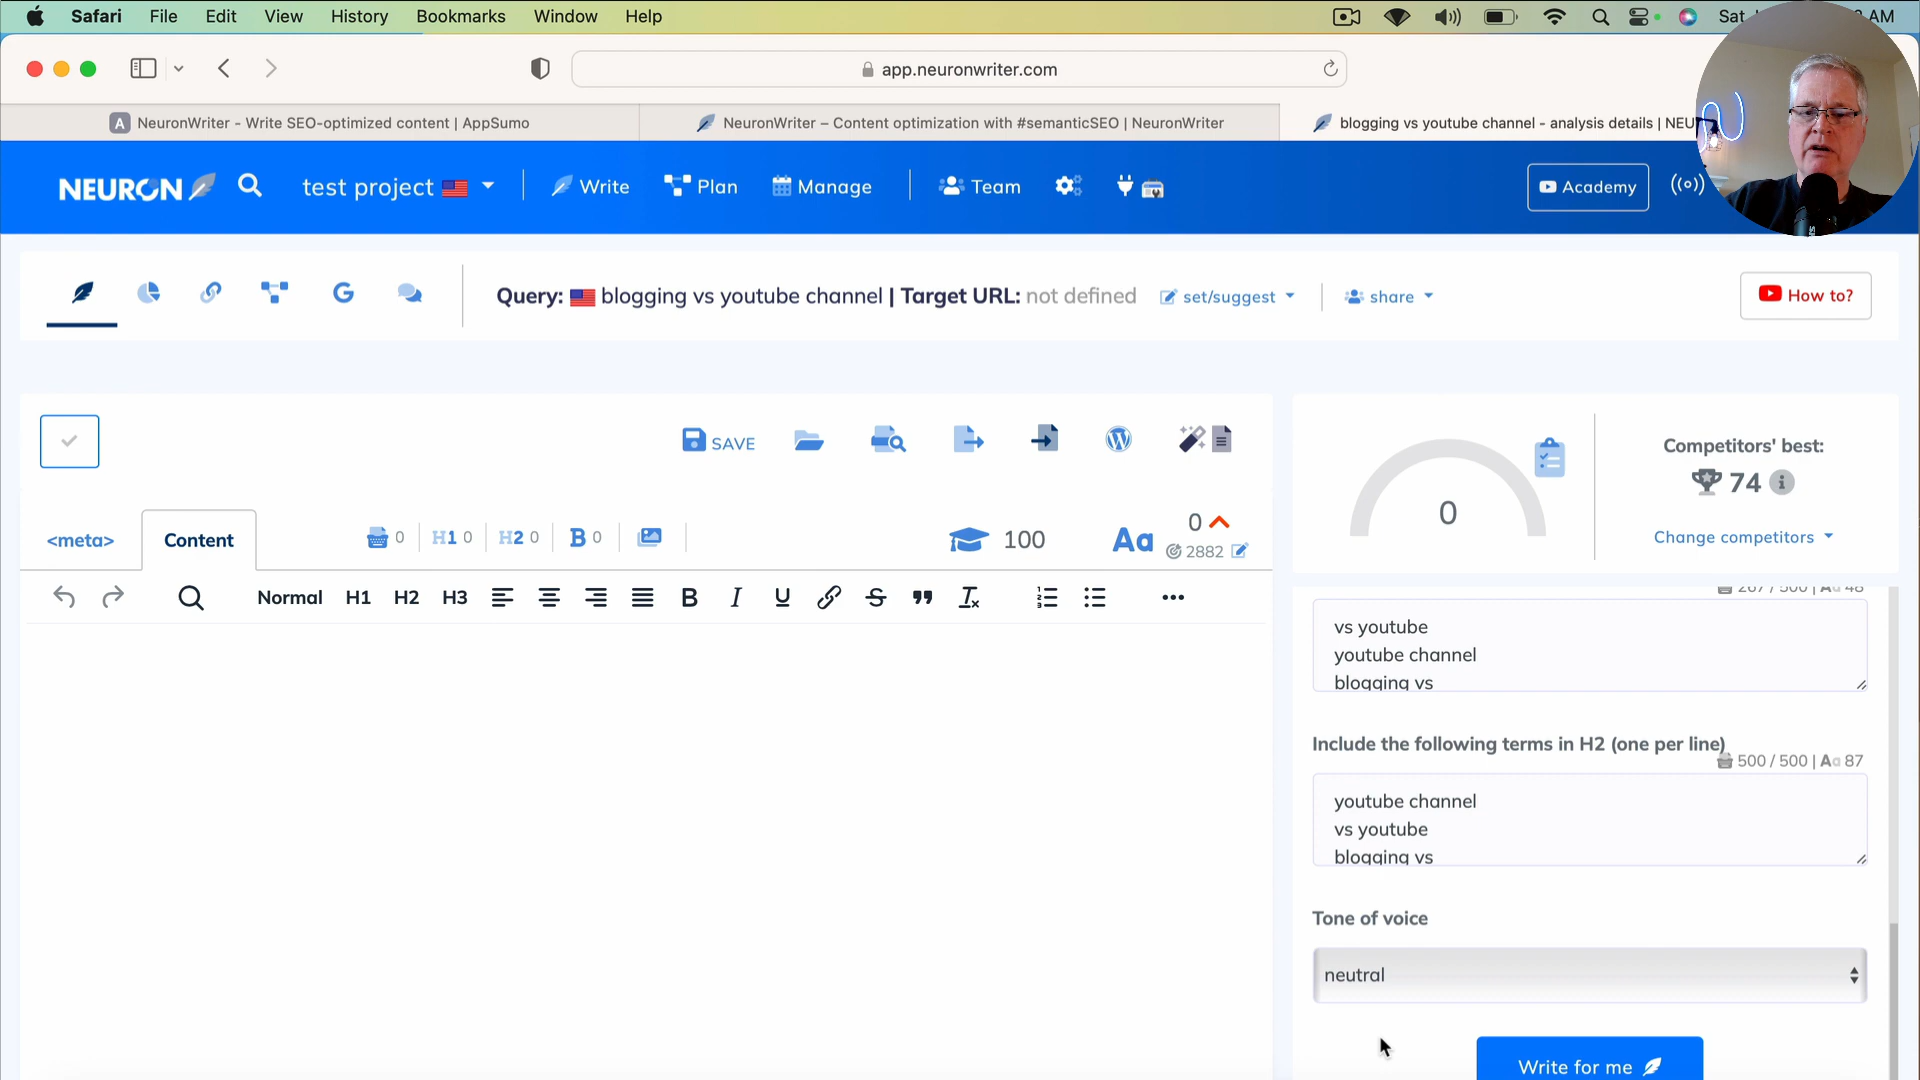 Safari File Edit View History Bookmarks Window Help Sat AM
app.neuronwriter.com
A NeuronWriter - Write SEO-optimized content | AppSumo
NeuronWriter – Content optimization with #semanticSEO | NeuronWriter
blogging vs youtube channel - analysis details | NEU
NEURON test project Write Plan Manage Team Academy
Query: blogging vs youtube channel | Target URL: not defined set/suggest share How to?
SAVE
Competitors' best:
74
0
Change competitors
<meta> Content 0 H1 0 H2 0 B 0 100 Aa 0
2882
Normal H1 H2 H3
267 / 500 | Aa 48
vs youtube
youtube channel
blogging vs
Include the following terms in H2 (one per line)
500 / 500 | Aa 87
youtube channel
vs youtube
blogging vs
Tone of voice
neutral
Write for me